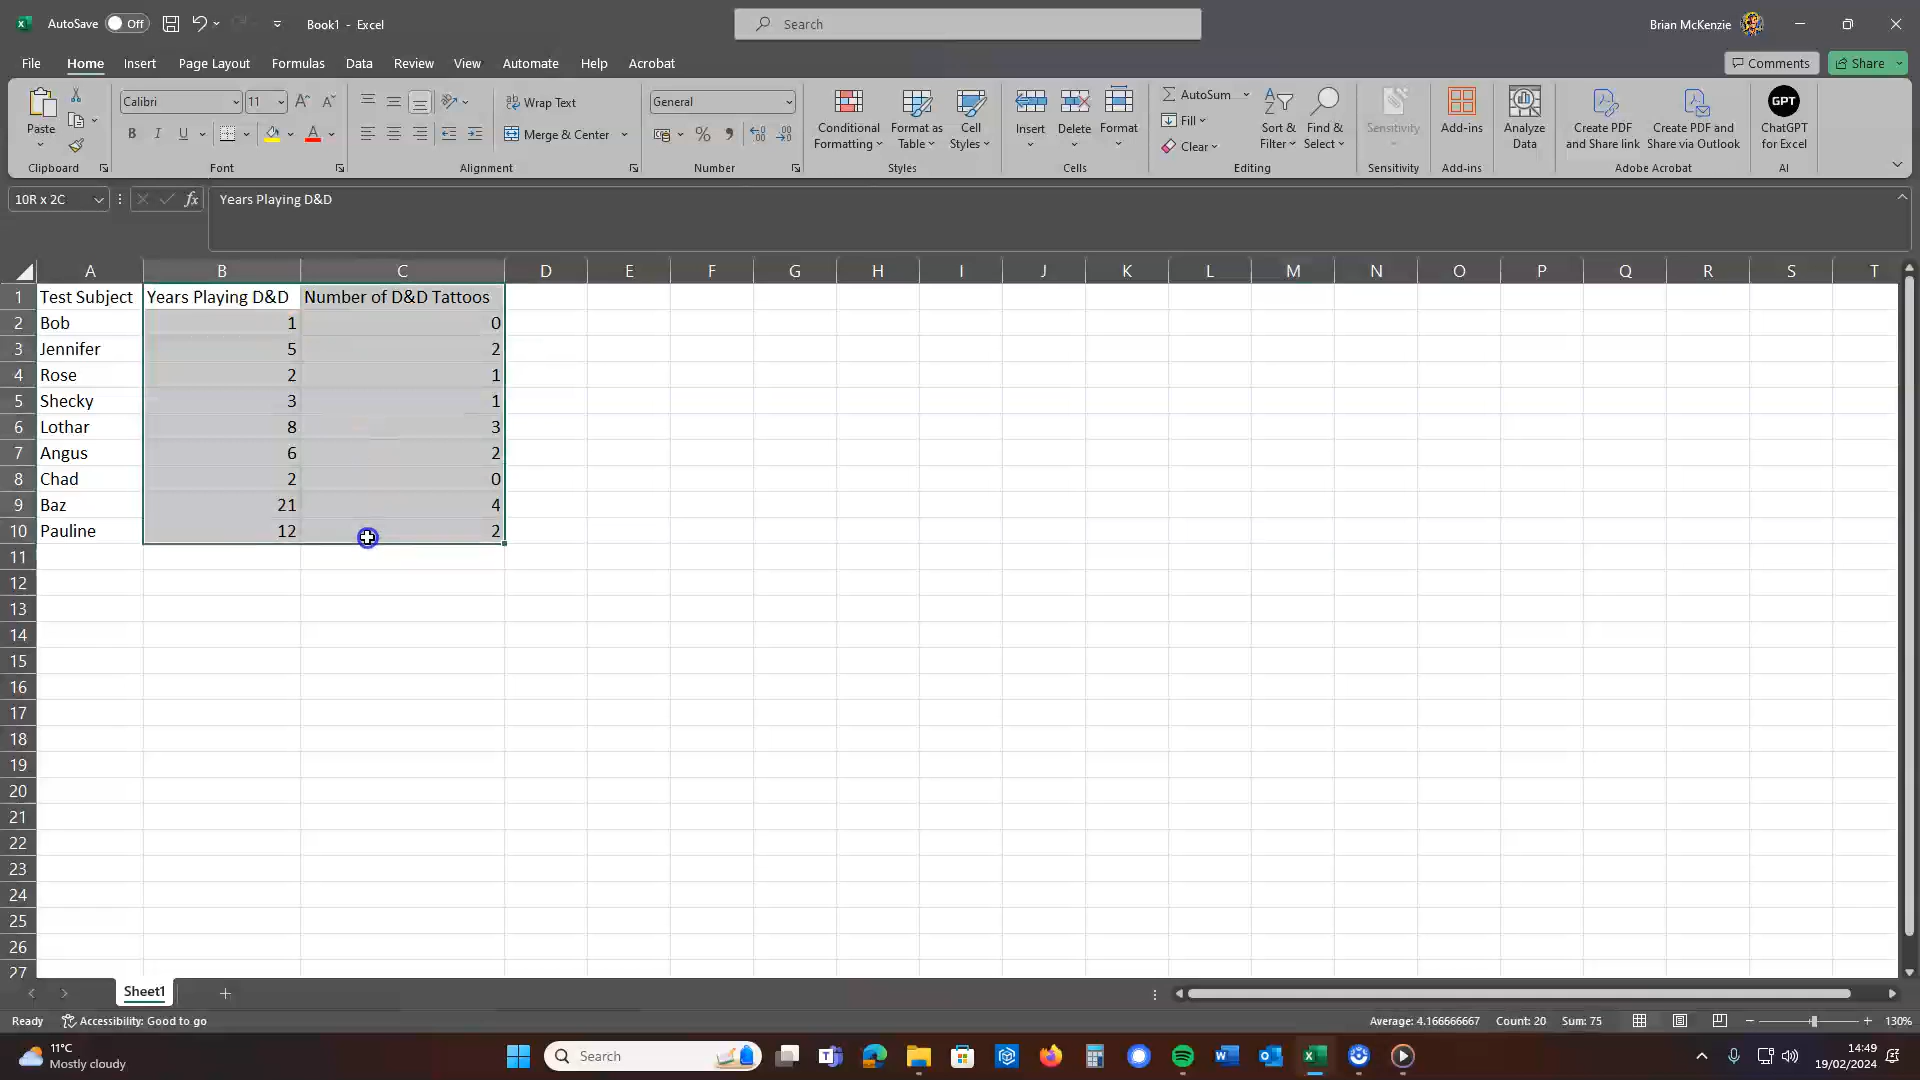 AutoSave Off Book1 - Excel Search Brian McKenzie
File Home Insert Page Layout Formulas Data Review View Automate Help Acrobat Comments Share
Paste Calibri 11 Wrap Text General Conditional Formatting Format as Table Cell Styles Insert Delete Format AutoSum Sort & Filter Find & Select Sensitivity Add-ins Analyze Data Create PDF and Share link Create PDF and Share via Outlook GPT ChatGPT for Excel
B I U Merge & Center % Fill
Clear
Clipboard Font Alignment Number Styles Cells Editing Sensitivity Add-ins Adobe Acrobat AI
10R x 2C fx Years Playing D&D
A B C D E F G H I J K L M N O P Q R S T
1 Test Subject Years Playing D&D Number of D&D Tattoos
2 Bob 1 0
3 Jennifer 5 2
4 Rose 2 1
5 Shecky 3 1
6 Lothar 8 3
7 Angus 6 2
8 Chad 2 0
9 Baz 21 4
10 Pauline 12 2
11
12
13
14
15
16
17
18
19
20
21
22
23
24
25
26
27
Sheet1
Ready Accessibility: Good to go Average: 4.166666667 Count: 20 Sum: 75 130%
11°C
Mostly cloudy
Search
14:49
19/02/2024